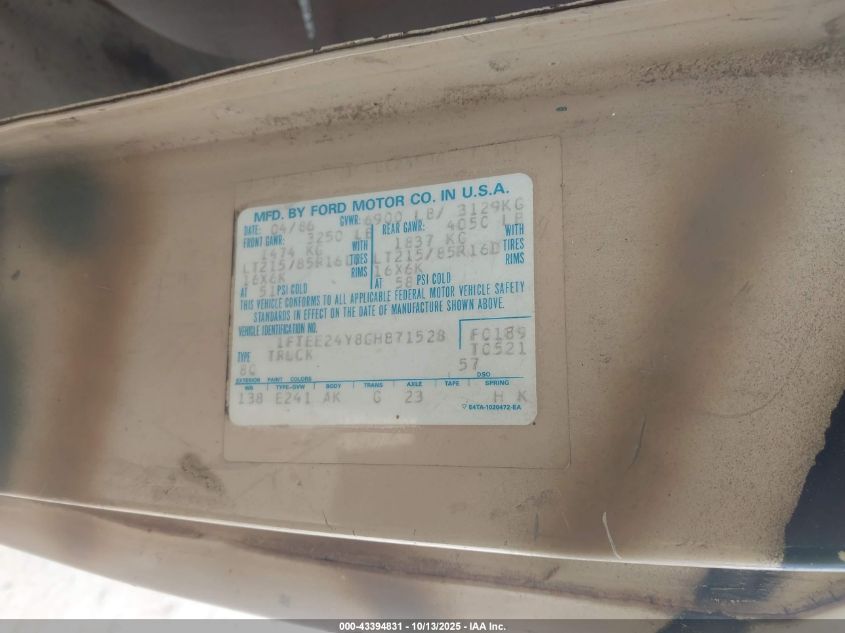 MFD. BY FORD MOTOR CO. IN U.S.A.
DATE: 04/86 GVWR: 6900 LB/ 3129KG
FRONT GAWR: 3250 LB REAR GAWR: 4050 LB
1474 KG WITH 1837 KG WITH
LT215/85R16D TIRES LT215/85R16D TIRES
16X6K RIMS 16X6K RIMS
AT 51 PSI COLD AT 58 PSI COLD
THIS VEHICLE CONFORMS TO ALL APPLICABLE FEDERAL MOTOR VEHICLE SAFETY
STANDARDS IN EFFECT ON THE DATE OF MANUFACTURE SHOWN ABOVE.
VEHICLE IDENTIFICATION NO.
1FTEE24Y8GHB71528 FC189
TYPE TRUCK TC521
8C 57
EXTERIOR PAINT COLORS DSO
WB TYPE-GVW BODY TRANS AXLE TAPE SPRING
138 E241 AK G 23 H K
E4TA-1020472-EA
000-43394831 - 10/13/2025 - IAA Inc.